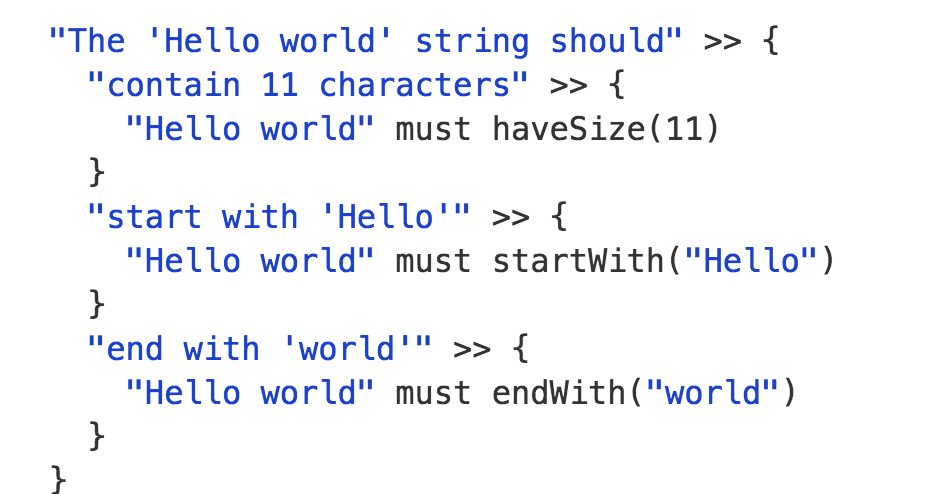 "The 'Hello world' string should" >> {
"contain 11 characters" >> {
"Hello world" must haveSize(11)
}
"start with 'Hello'" >> {
"Hello world" must startWith("Hello")
}
"end with 'world'" >> {
"Hello world" must endWith("world")
}
}